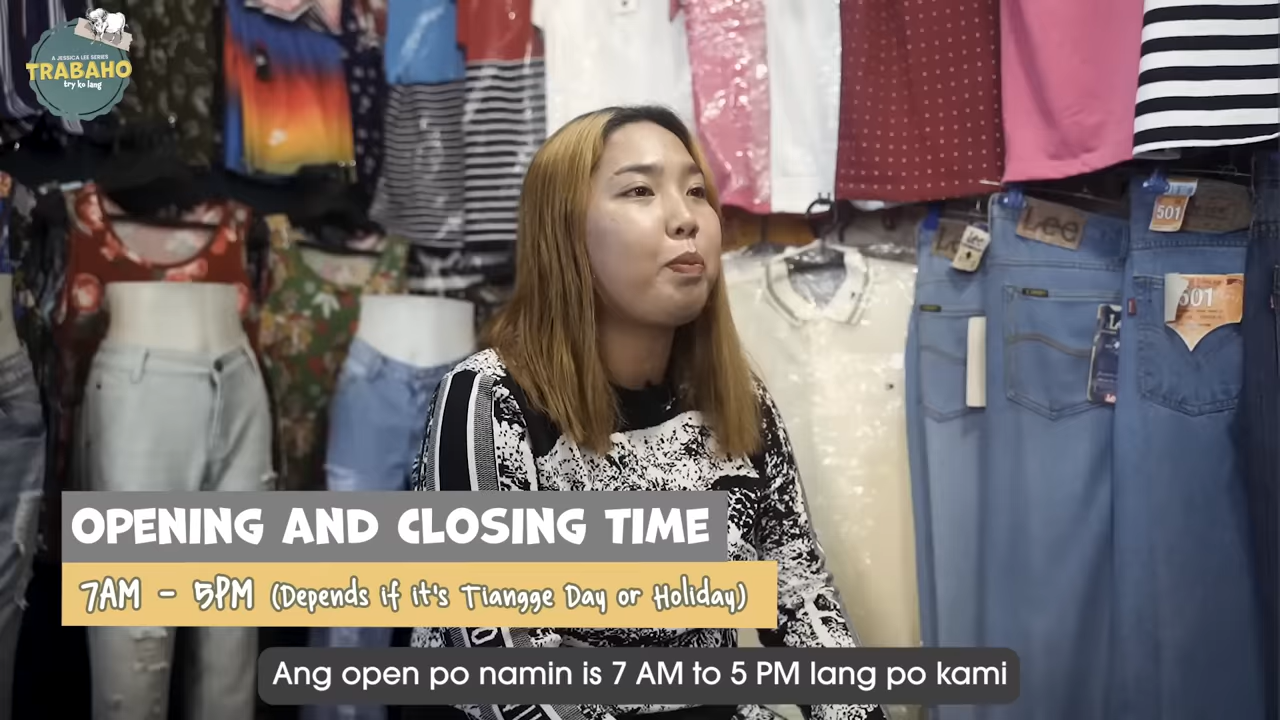 A JESSICA LEE SERIES
TRABAHO
try ko lang
Lee
Lee
501
501
OPENING AND CLOSING TIME
7AM - 5PM (Depends if it's Tiangge Day or Holiday)
Ang open po namin is 7 AM to 5 PM lang po kami